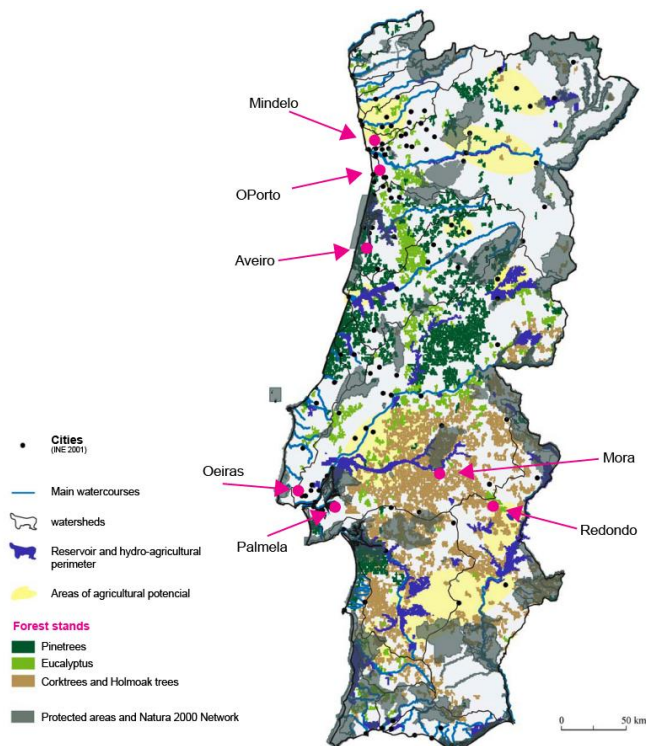 Mindelo
OPorto
Aveiro
Cities
(INE 2001)
Main watercourses
watersheds
Reservoir and hydro-agricultural
perimeter
Areas of agricultural potencial
Forest stands
Pinetrees
Eucalyptus
Corktrees and Holmoak trees
Protected areas and Natura 2000 Network
Oeiras
Palmela
Mora
Redondo
0 50 km